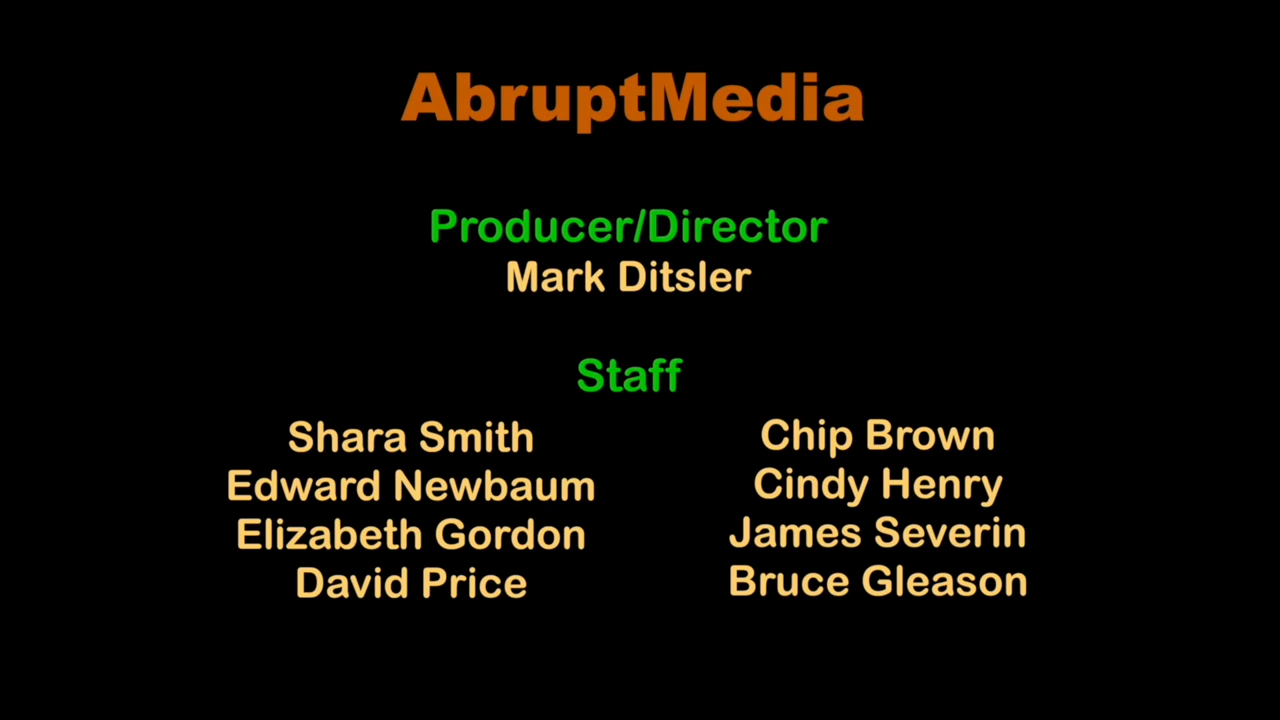 AbruptMedia
Producer/Director
Mark Ditsler
Staff
Shara Smith
Edward Newbaum
Elizabeth Gordon
David Price
Chip Brown
Cindy Henry
James Severin
Bruce Gleason